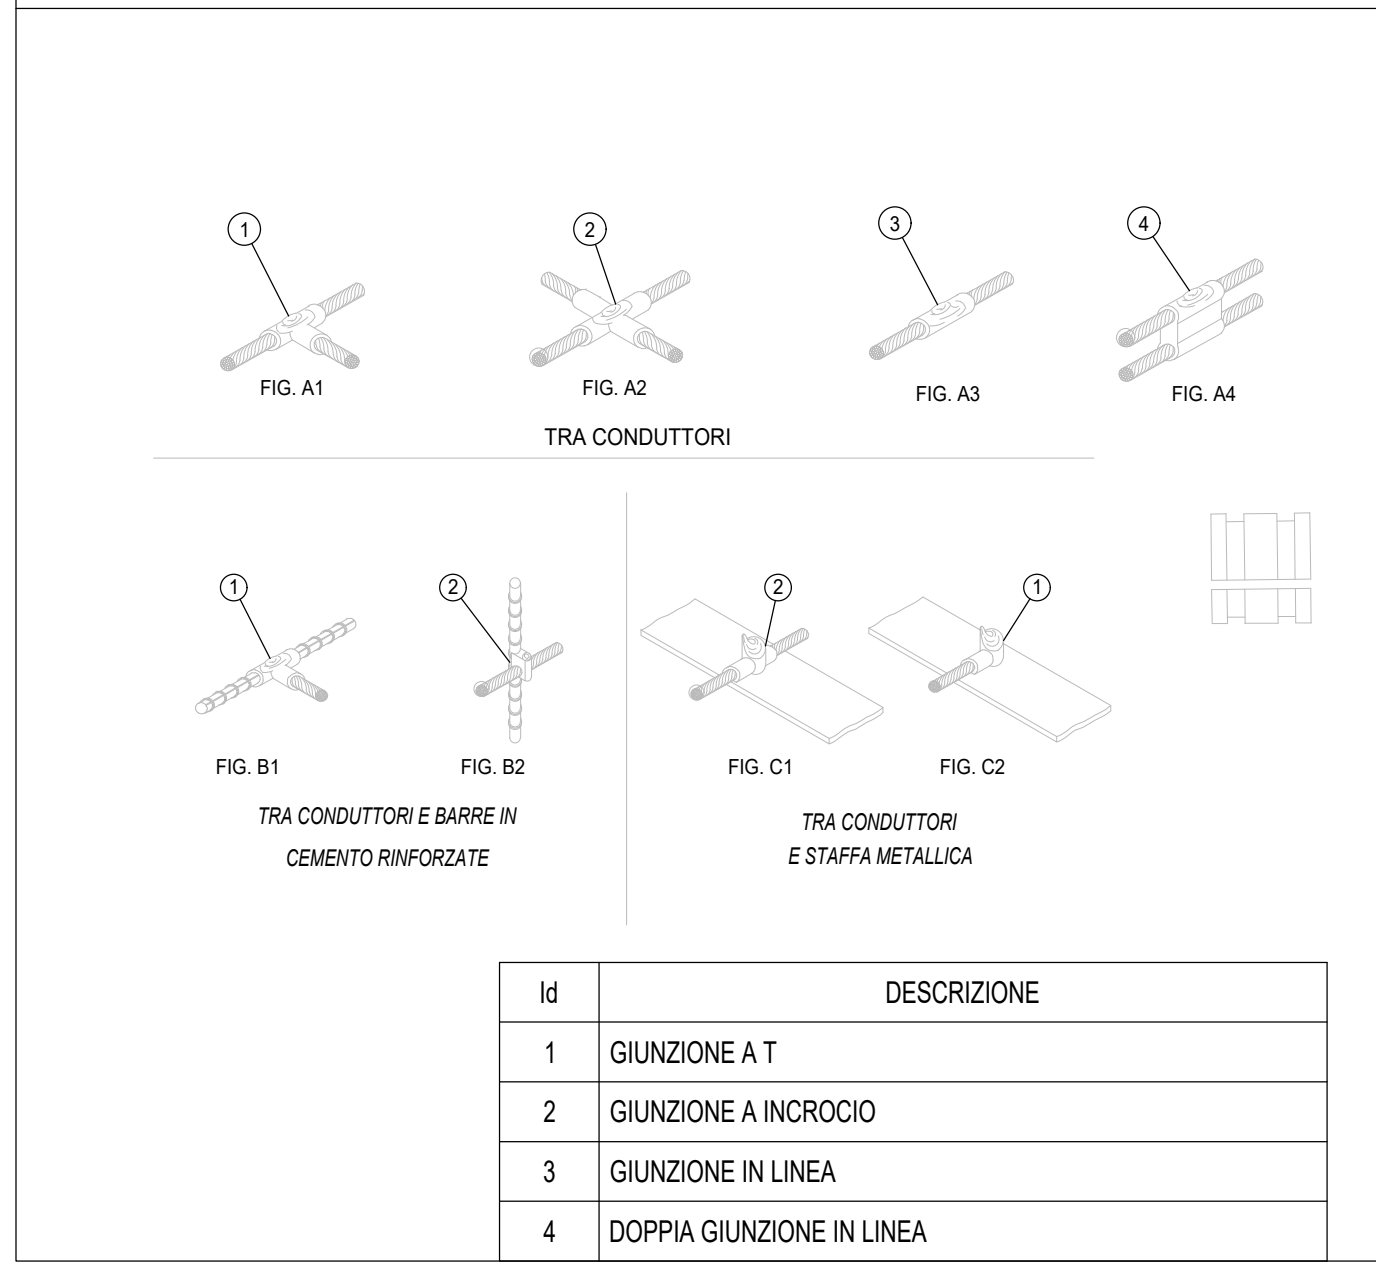 1
2
3
4
FIG. A1
FIG. A2
FIG. A3
FIG. A4
TRA CONDUTTORI
1
2
2
1
FIG. B1
FIG. B2
FIG. C1
FIG. C2
TRA CONDUTTORI E BARRE IN
CEMENTO RINFORZATE
TRA CONDUTTORI
E STAFFA METALLICA
Id DESCRIZIONE
1 GIUNZIONE A T
2 GIUNZIONE A INCROCIO
3 GIUNZIONE IN LINEA
4 DOPPIA GIUNZIONE IN LINEA